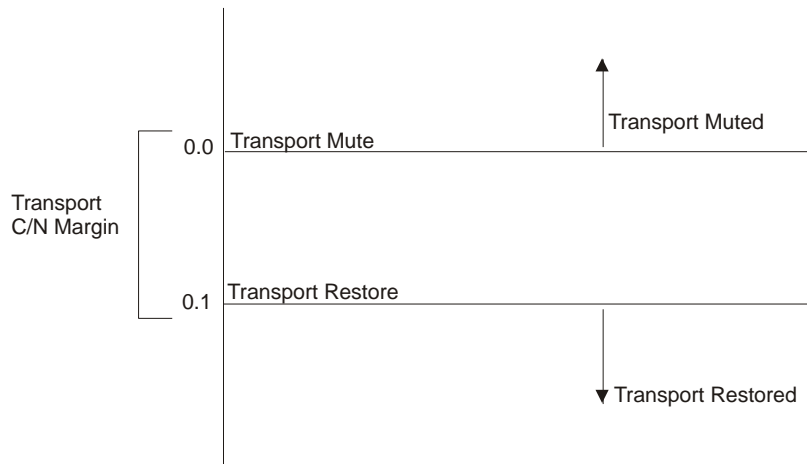 Transport Muted
0.0
Transport Mute
Transport
C/N Margin
0.1
Transport Restore
Transport Restored